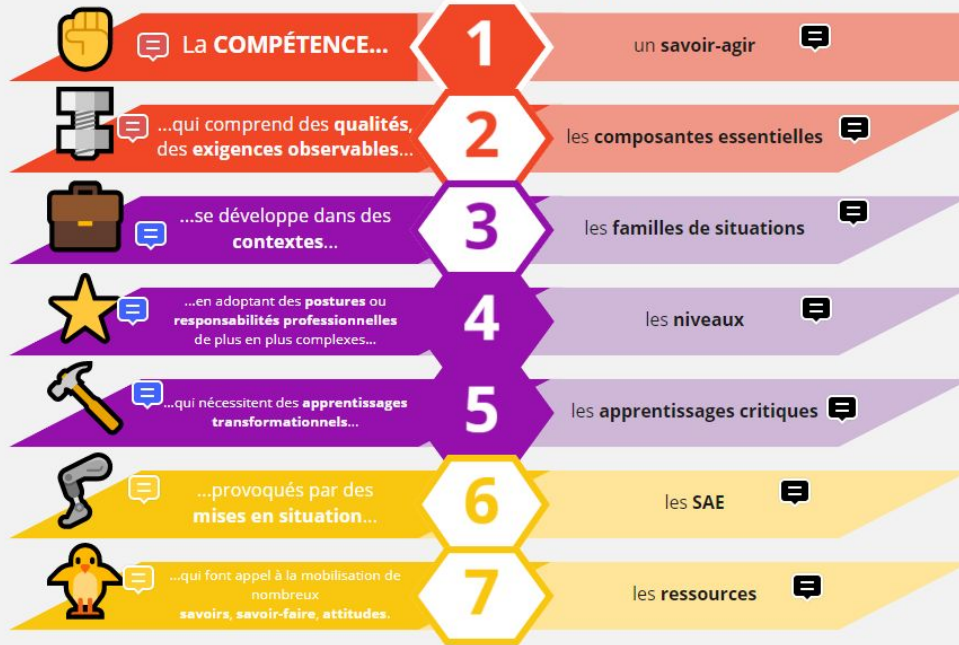 La COMPÉTENCE...
1
un savoir-agir
...qui comprend des qualités,
des exigences observables...
2
les composantes essentielles
...se développe dans des
contextes...
3
les familles de situations
...en adoptant des postures ou
responsabilités professionnelles
de plus en plus complexes...
4
les niveaux
...qui nécessitent des apprentissages
transformationnels...
5
les apprentissages critiques
...provoqués par des
mises en situation...
6
les SAE
...qui font appel à la mobilisation de
nombreux
savoirs, savoir-faire, attitudes.
7
les ressources